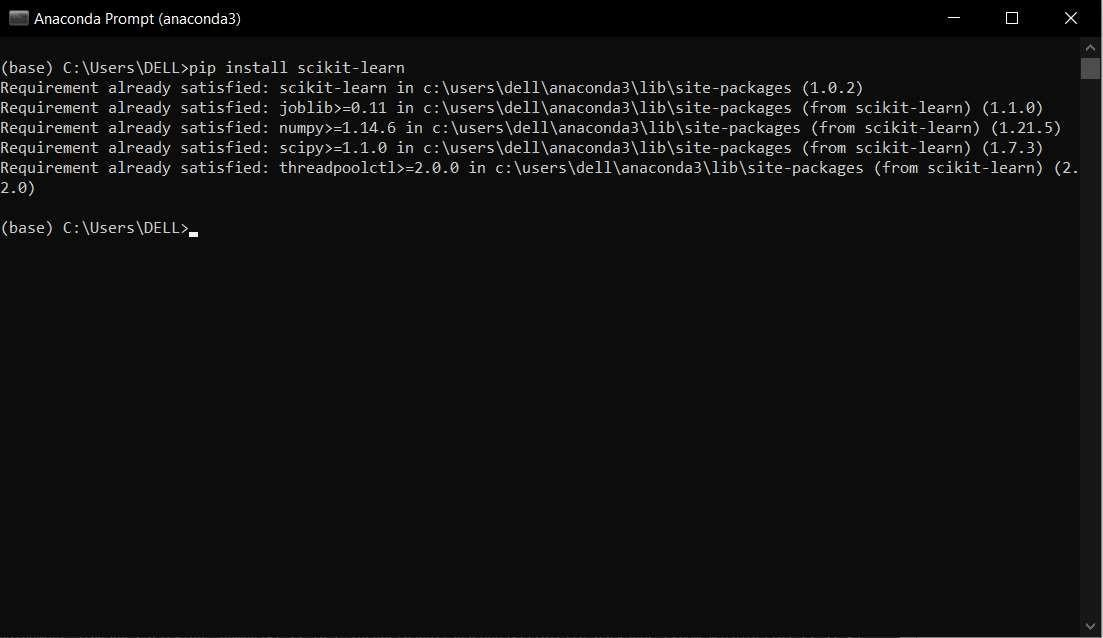 Anaconda Prompt (anaconda3)
(base) C:\Users\DELL>pip install scikit-learn
Requirement already satisfied: scikit-learn in c:\users\dell\anaconda3\lib\site-packages (1.0.2)
Requirement already satisfied: joblib>=0.11 in c:\users\dell\anaconda3\lib\site-packages (from scikit-learn) (1.1.0)
Requirement already satisfied: numpy>=1.14.6 in c:\users\dell\anaconda3\lib\site-packages (from scikit-learn) (1.21.5)
Requirement already satisfied: scipy>=1.1.0 in c:\users\dell\anaconda3\lib\site-packages (from scikit-learn) (1.7.3)
Requirement already satisfied: threadpoolctl>=2.0.0 in c:\users\dell\anaconda3\lib\site-packages (from scikit-learn) (2.
2.0)
(base) C:\Users\DELL>